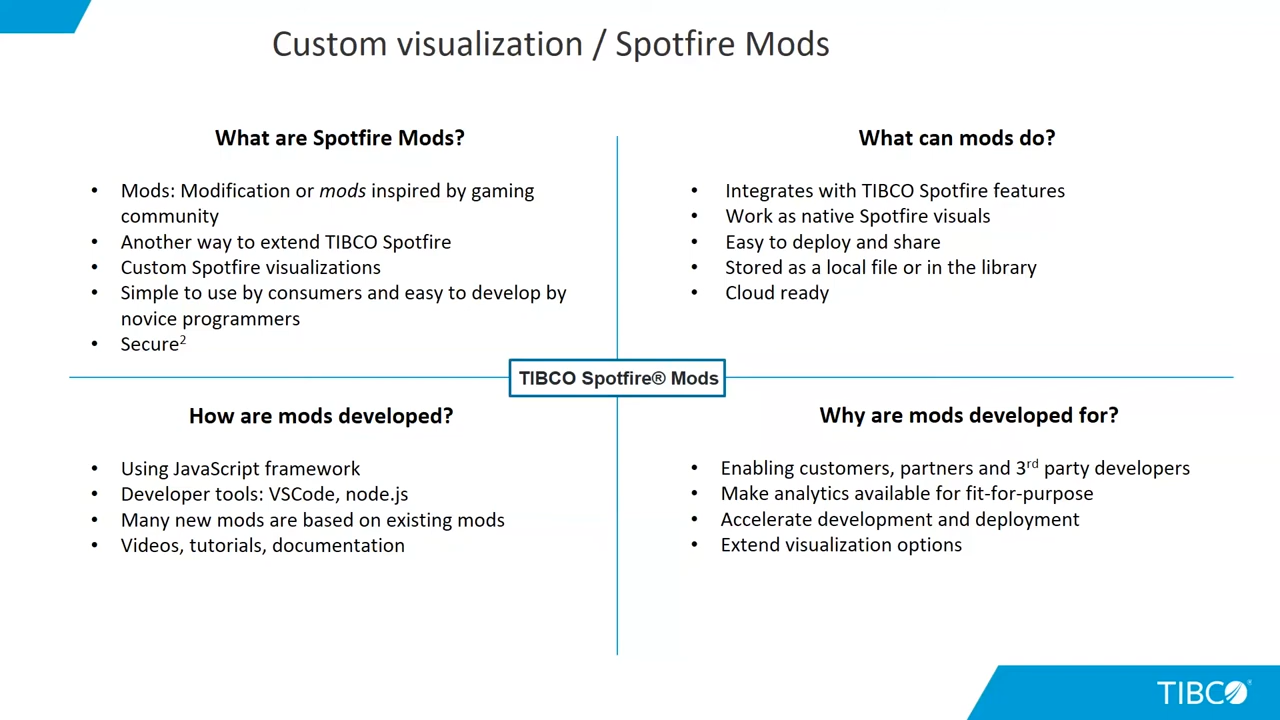 Custom visualization / Spotfire Mods
What are Spotfire Mods?
• Mods: Modification or mods inspired by gaming
community
• Another way to extend TIBCO Spotfire
• Custom Spotfire visualizations
• Simple to use by consumers and easy to develop by
novice programmers
• Secure²
What can mods do?
• Integrates with TIBCO Spotfire features
• Work as native Spotfire visuals
• Easy to deploy and share
• Stored as a local file or in the library
• Cloud ready
TIBCO Spotfire® Mods
How are mods developed?
• Using JavaScript framework
• Developer tools: VSCode, node.js
• Many new mods are based on existing mods
• Videos, tutorials, documentation
Why are mods developed for?
• Enabling customers, partners and 3rd party developers
• Make analytics available for fit-for-purpose
• Accelerate development and deployment
• Extend visualization options
TIBCO®